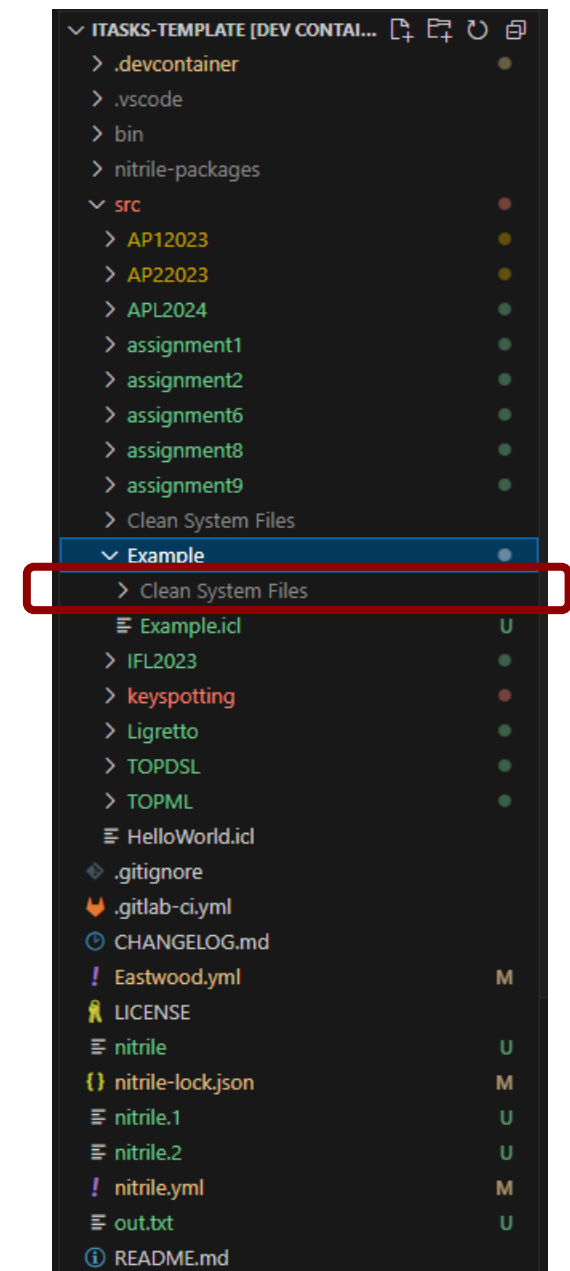 ITASKS-TEMPLATE [DEV CONTAI...
.devcontainer
.vscode
bin
nitrile-packages
src
AP12023
AP22023
APL2024
assignment1
assignment2
assignment6
assignment8
assignment9
Clean System Files
Example
Clean System Files
Example.icl U
IFL2023
keyspotting
Ligretto
TOPDSL
TOPML
HelloWorld.icl
.gitignore
.gitlab-ci.yml
CHANGELOG.md
! Eastwood.yml M
LICENSE
nitrile U
{} nitrile-lock.json M
nitrile.1 U
nitrile.2 U
! nitrile.yml M
out.txt U
README.md